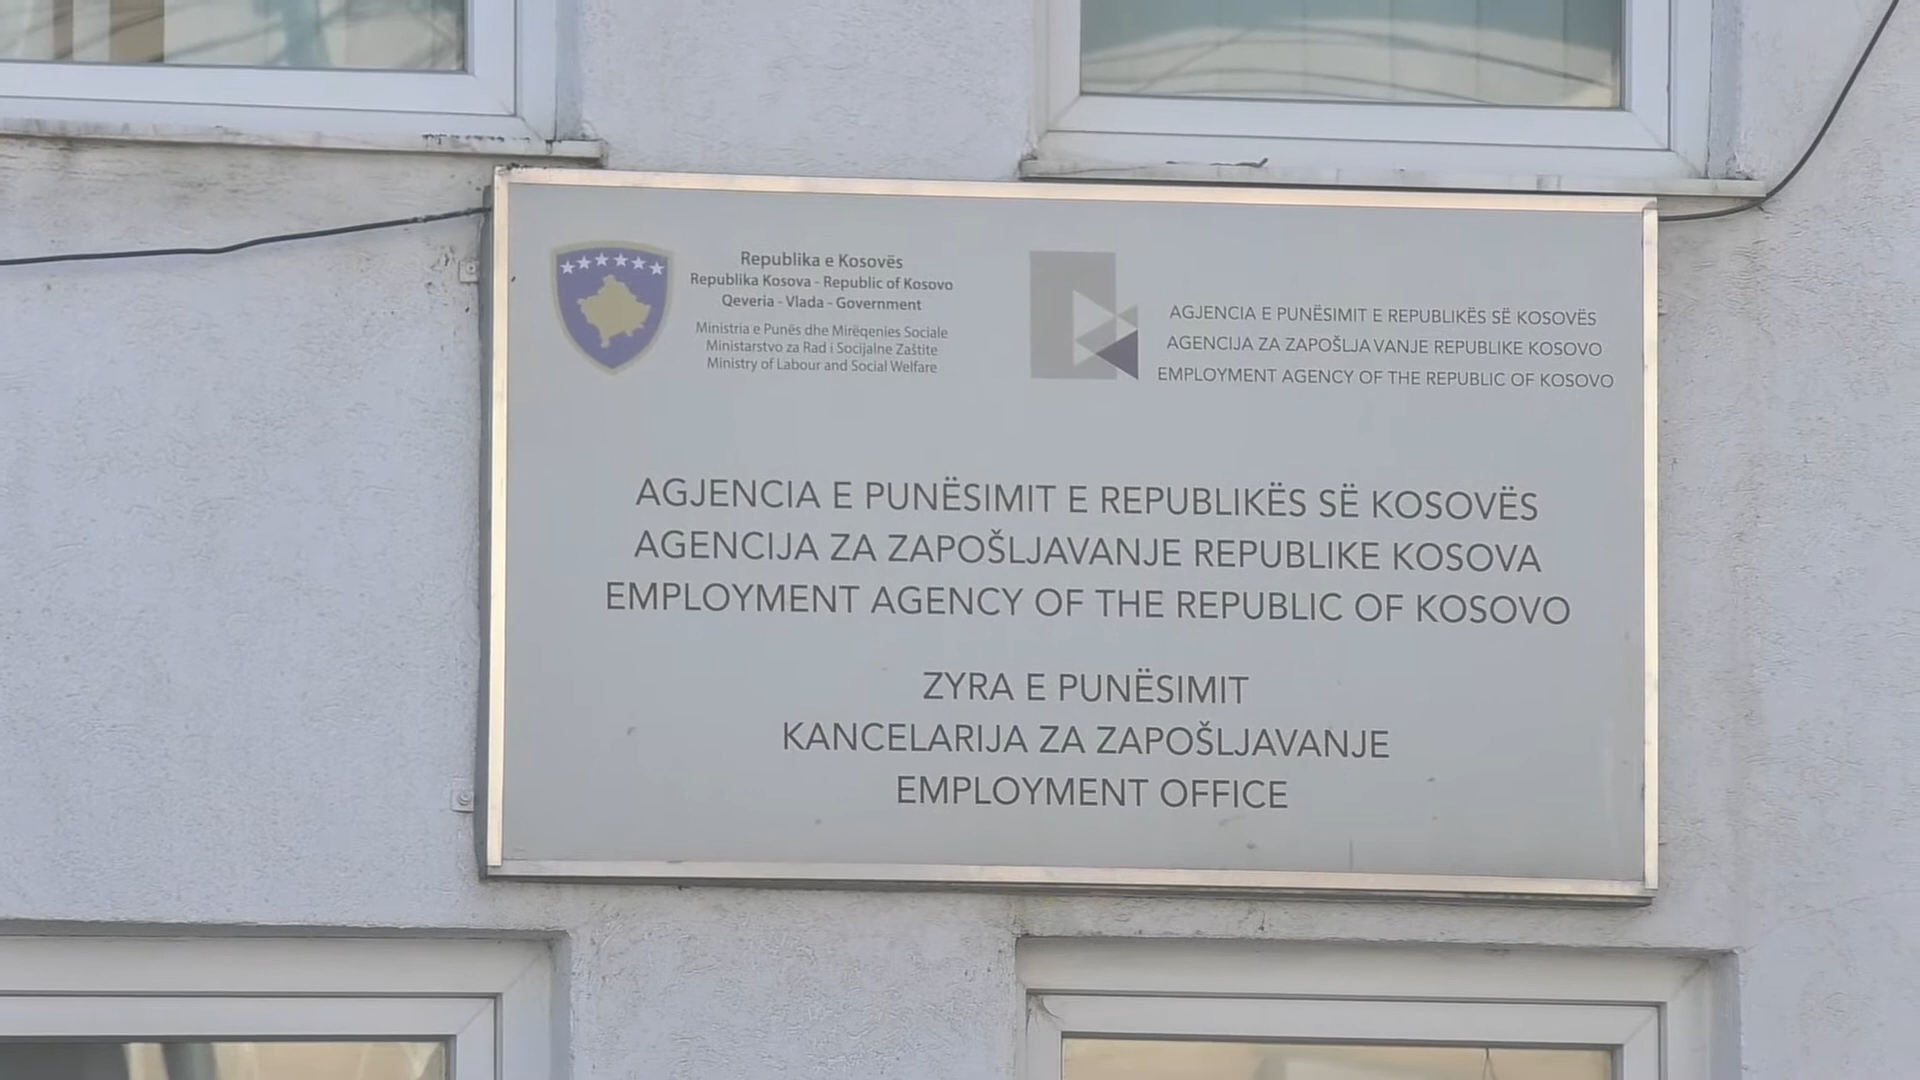 Republika e Kosovës
Republika Kosova - Republic of Kosovo
Qeveria - Vlada - Government
Ministria e Punës dhe Mirëqenies Sociale
Ministarstvo za Rad i Socijalne Zaštite
Ministry of Labour and Social Welfare
AGJENCIA E PUNËSIMIT E REPUBLIKËS SË KOSOVËS
AGENCIJA ZA ZAPOŠLJAVANJE REPUBLIKE KOSOVO
EMPLOYMENT AGENCY OF THE REPUBLIC OF KOSOVO
AGJENCIA E PUNËSIMIT E REPUBLIKËS SË KOSOVËS
AGENCIJA ZA ZAPOŠLJAVANJE REPUBLIKE KOSOVA
EMPLOYMENT AGENCY OF THE REPUBLIC OF KOSOVO
ZYRA E PUNËSIMIT
KANCELARIJA ZA ZAPOŠLJAVANJE
EMPLOYMENT OFFICE